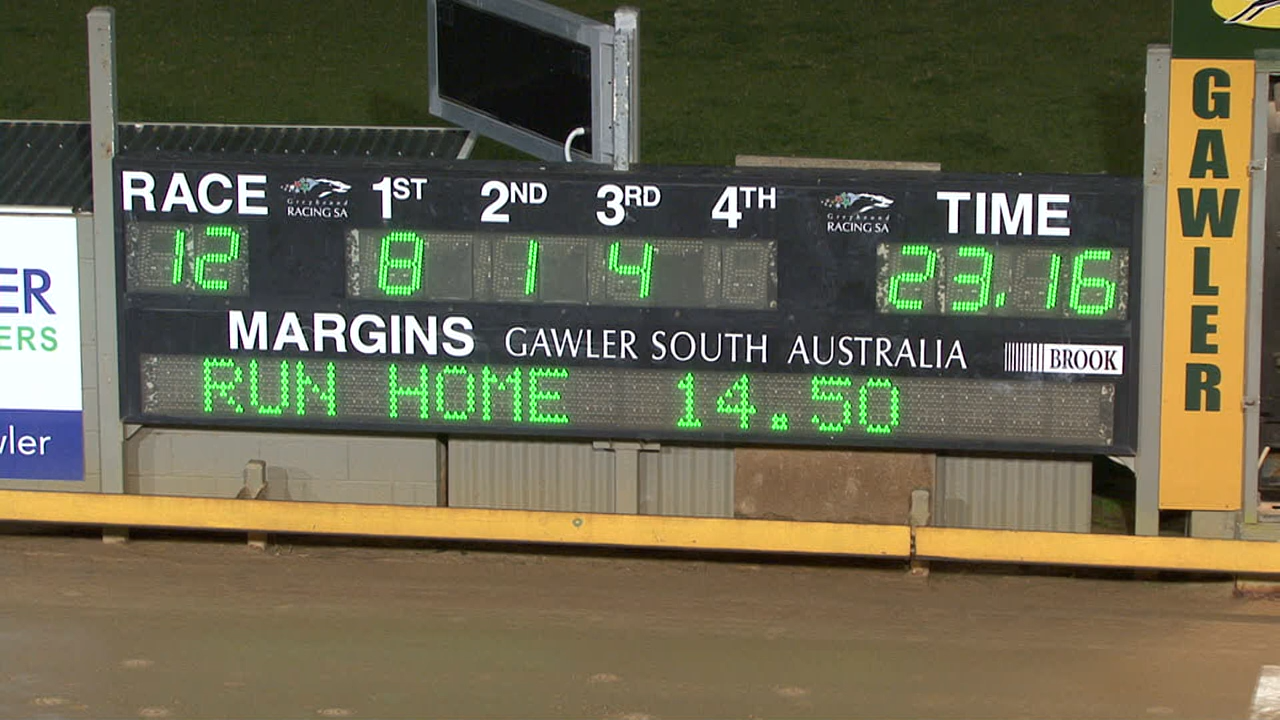 GAWLER
RACE 1ST 2ND 3RD 4TH TIME
Greyhound RACING SA
Greyhound RACING SA
12 8 1 4 23.16
MARGINS GAWLER SOUTH AUSTRALIA BROOK
RUN HOME 14.50
ER
ERS
wler